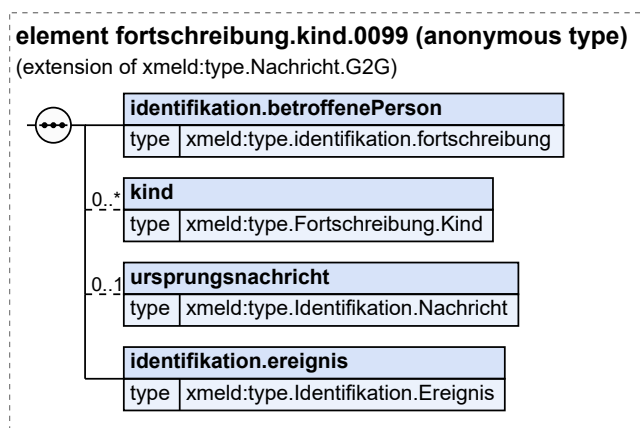 element fortschreibung.kind.0099 (anonymous type)
(extension of xmeld:type.Nachricht.G2G)
identifikation.betroffenePerson
type xmeld:type.identifikation.fortschreibung
0..* kind
type xmeld:type.Fortschreibung.Kind
0..1 ursprungsnachricht
type xmeld:type.Identifikation.Nachricht
identifikation.ereignis
type xmeld:type.Identifikation.Ereignis